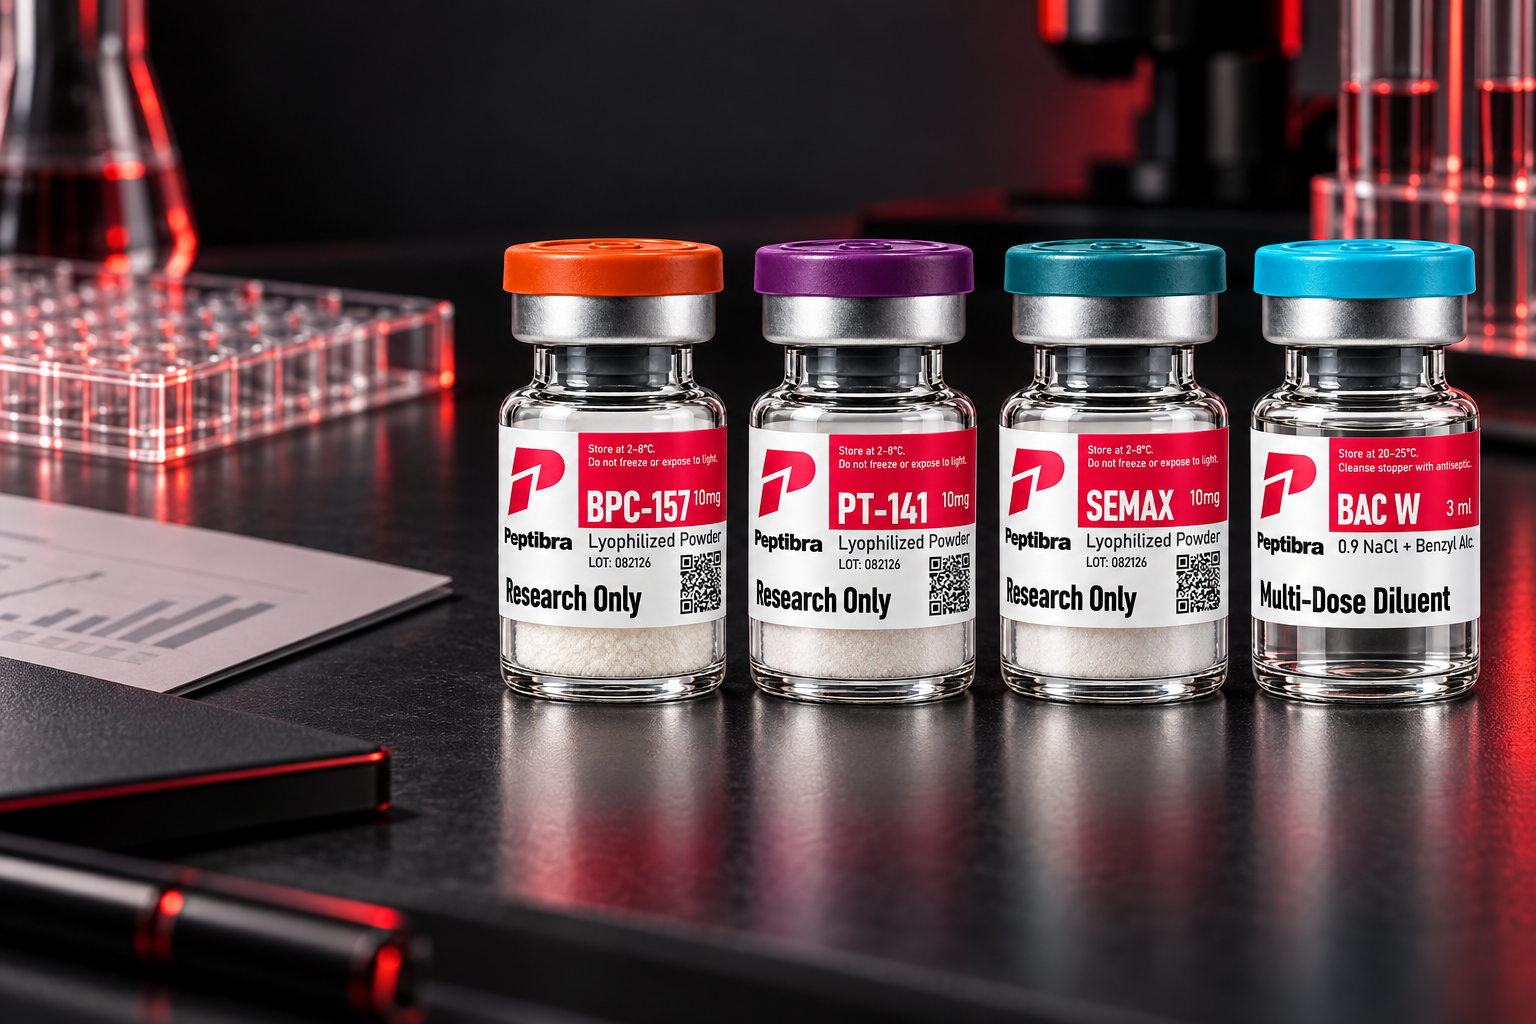 Store at 2–8°C.
Do not freeze or expose to light.
BPC-157 10mg
Peptibra
Lyophilized Powder
LOT: 082126
Research Only
Store at 2–8°C.
Do not freeze or expose to light.
PT-141 10mg
Peptibra
Lyophilized Powder
LOT: 082126
Research Only
Store at 2–8°C.
Do not freeze or expose to light.
SEMAX 10mg
Peptibra
Lyophilized Powder
LOT: 082126
Research Only
Store at 20–25°C.
Cleanse stopper with antiseptic.
BAC W 3 ml
Peptibra
0.9 NaCl + Benzyl Alc.
Multi-Dose Diluent